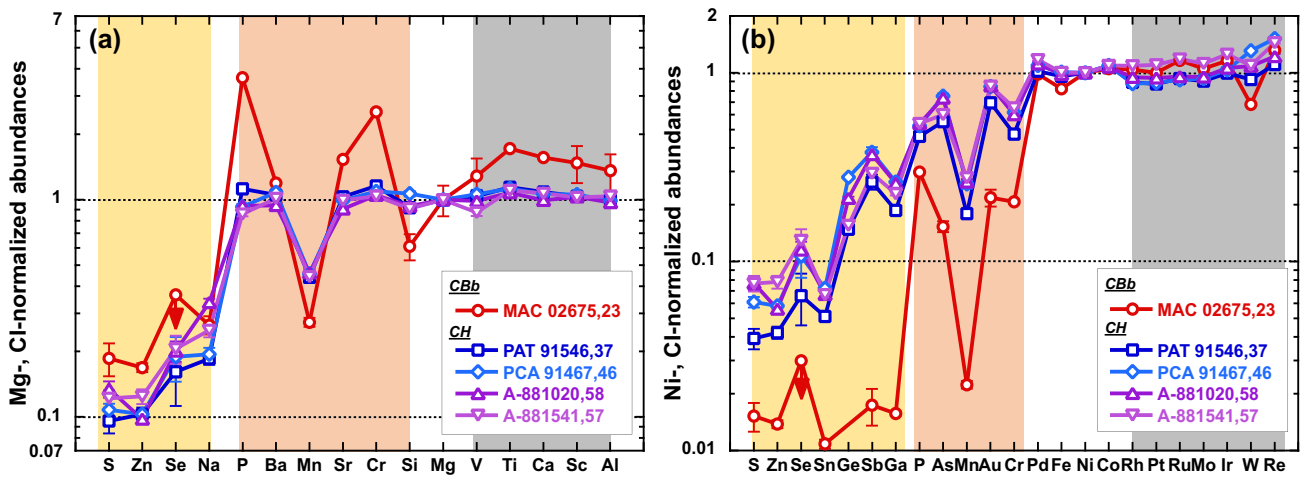 (a)
Mg-, CI-normalized abundances
7
1
0.1
0.07
S Zn Se Na P Ba Mn Sr Cr Si Mg V Ti Ca Sc Al
CBb
MAC 02675,23
CH
PAT 91546,37
PCA 91467,46
A-881020,58
A-881541,57
(b)
Ni-, CI-normalized abundances
2
1
0.1
0.01
S Zn Se Sn Ge Sb Ga P As Mn Au Cr Pd Fe Ni Co Rh Pt Ru Mo Ir W Re
CBb
MAC 02675,23
CH
PAT 91546,37
PCA 91467,46
A-881020,58
A-881541,57